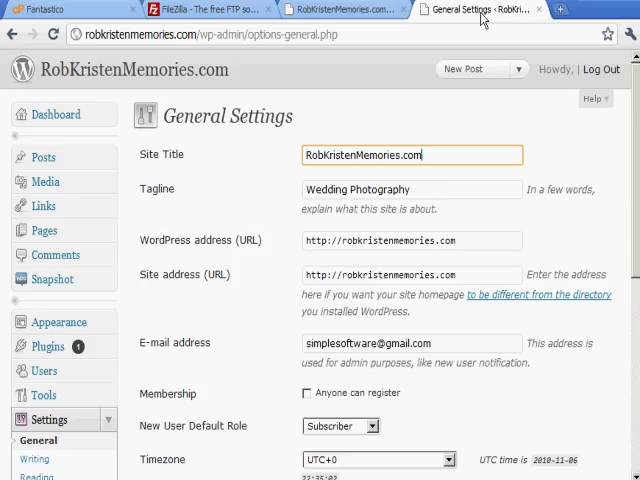 Fantastico
FileZilla - The free FTP so...
RobKristenMemories.com...
General Settings ‹ RobKri...
robkristenmemories.com/wp-admin/options-general.php
RobKristenMemories.com
New Post
Howdy, | Log Out
Help
Dashboard
General Settings
Site Title
RobKristenMemories.com
Posts
Media
Tagline
Wedding Photography
In a few words,
explain what this site is about.
Links
Pages
WordPress address (URL)
http://robkristenmemories.com
Comments
Snapshot
Site address (URL)
http://robkristenmemories.com
Enter the address
here if you want your site homepage to be different from the directory
you installed WordPress.
Appearance
Plugins 1
E-mail address
simplesoftware@gmail.com
This address is
used for admin purposes, like new user notification.
Users
Tools
Membership
Anyone can register
Settings
New User Default Role
Subscriber
General
Writing
Reading
Timezone
UTC+0
UTC time is 2010-11-06
22:35:02